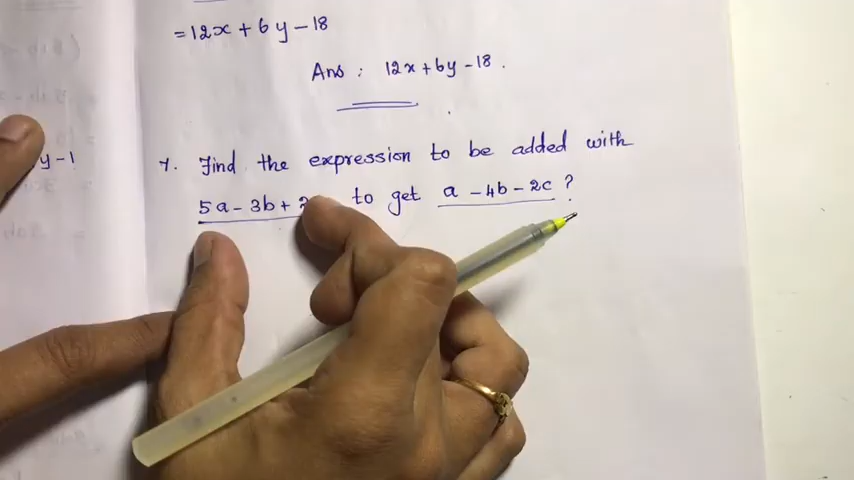 = 12x + 6y - 18
Ans : 12x + 6y - 18 .
y - 1
7. Find the expression to be added with
5a - 3b + to get a - 4b - 2c ?